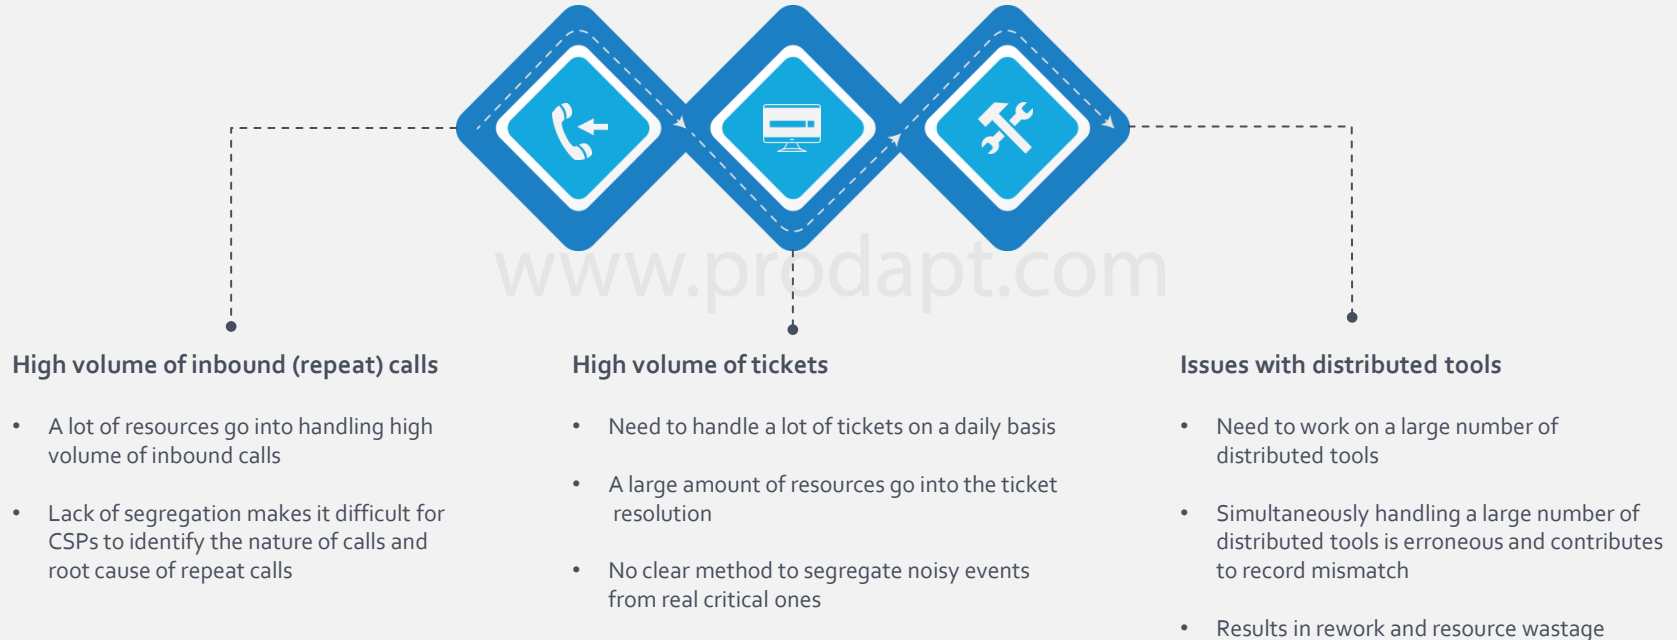 www.prodapt.com
High volume of inbound (repeat) calls
• A lot of resources go into handling high
volume of inbound calls
• Lack of segregation makes it difficult for
CSPs to identify the nature of calls and
root cause of repeat calls
High volume of tickets
• Need to handle a lot of tickets on a daily basis
• A large amount of resources go into the ticket
resolution
• No clear method to segregate noisy events
from real critical ones
Issues with distributed tools
• Need to work on a large number of
distributed tools
• Simultaneously handling a large number of
distributed tools is erroneous and contributes
to record mismatch
• Results in rework and resource wastage